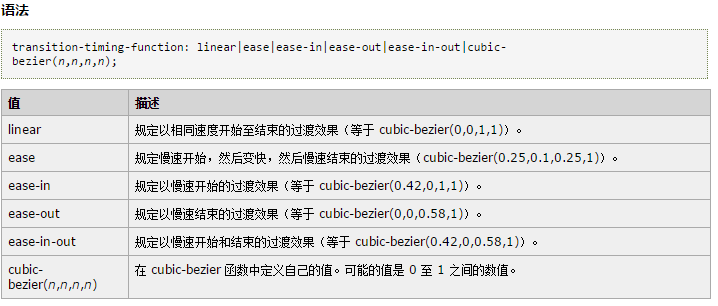 语法
transition-timing-function: linear|ease|ease-in|ease-out|ease-in-out|cubic-
bezier(n,n,n,n);
值 描述
linear 规定以相同速度开始至结束的过渡效果（等于 cubic-bezier(0,0,1,1)）。
ease 规定慢速开始，然后变快，然后慢速结束的过渡效果（cubic-bezier(0.25,0.1,0.25,1)）。
ease-in 规定以慢速开始的过渡效果（等于 cubic-bezier(0.42,0,1,1)）。
ease-out 规定以慢速结束的过渡效果（等于 cubic-bezier(0,0,0.58,1)）。
ease-in-out 规定以慢速开始和结束的过渡效果（等于 cubic-bezier(0.42,0,0.58,1)）。
cubic- 在 cubic-bezier 函数中定义自己的值。可能的值是 0 至 1 之间的数值。
bezier(n,n,n,n)